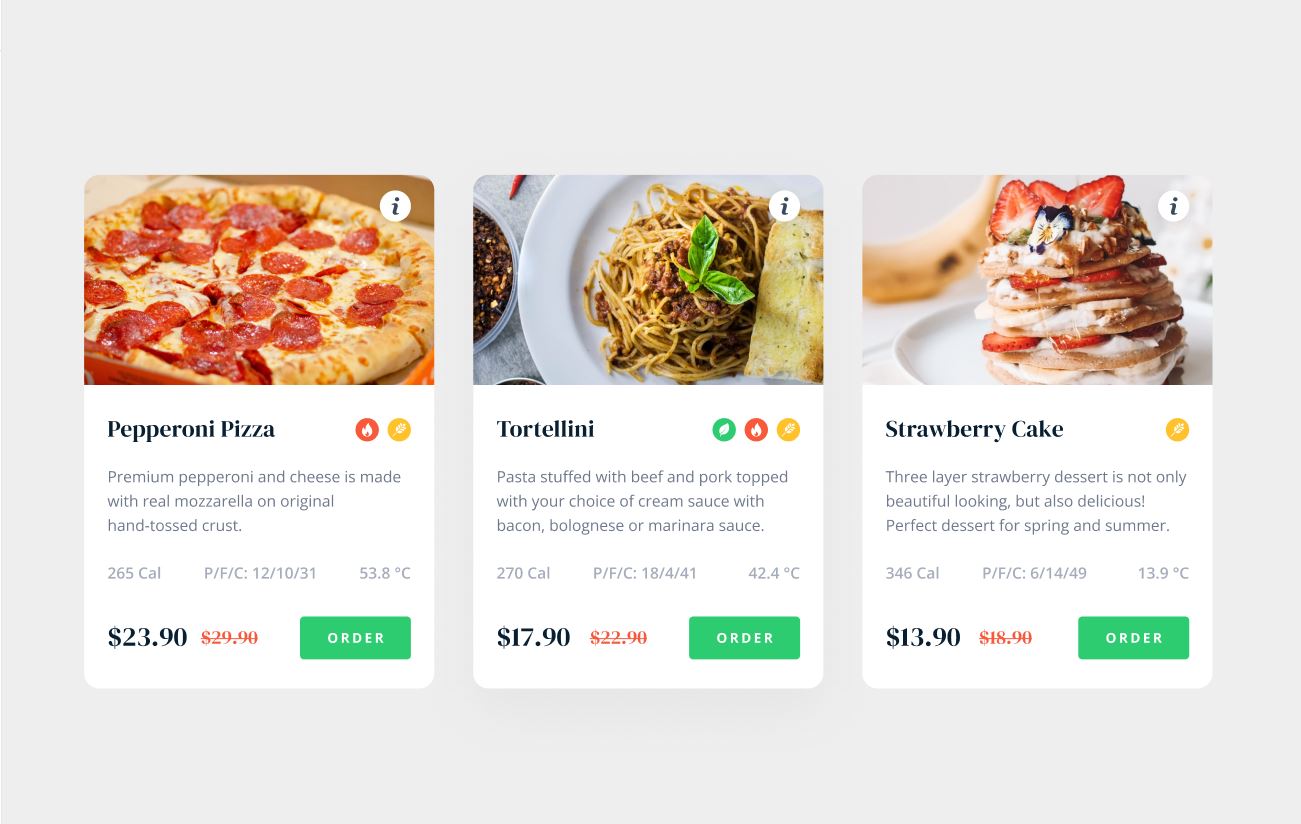 i
i
i
Pepperoni Pizza
Premium pepperoni and cheese is made
with real mozzarella on original
hand-tossed crust.
265 Cal P/F/C: 12/10/31 53.8 °C
$23.90 $29.90 ORDER
Tortellini
Pasta stuffed with beef and pork topped
with your choice of cream sauce with
bacon, bolognese or marinara sauce.
270 Cal P/F/C: 18/4/41 42.4 °C
$17.90 $22.90 ORDER
Strawberry Cake
Three layer strawberry dessert is not only
beautiful looking, but also delicious!
Perfect dessert for spring and summer.
346 Cal P/F/C: 6/14/49 13.9 °C
$13.90 $18.90 ORDER